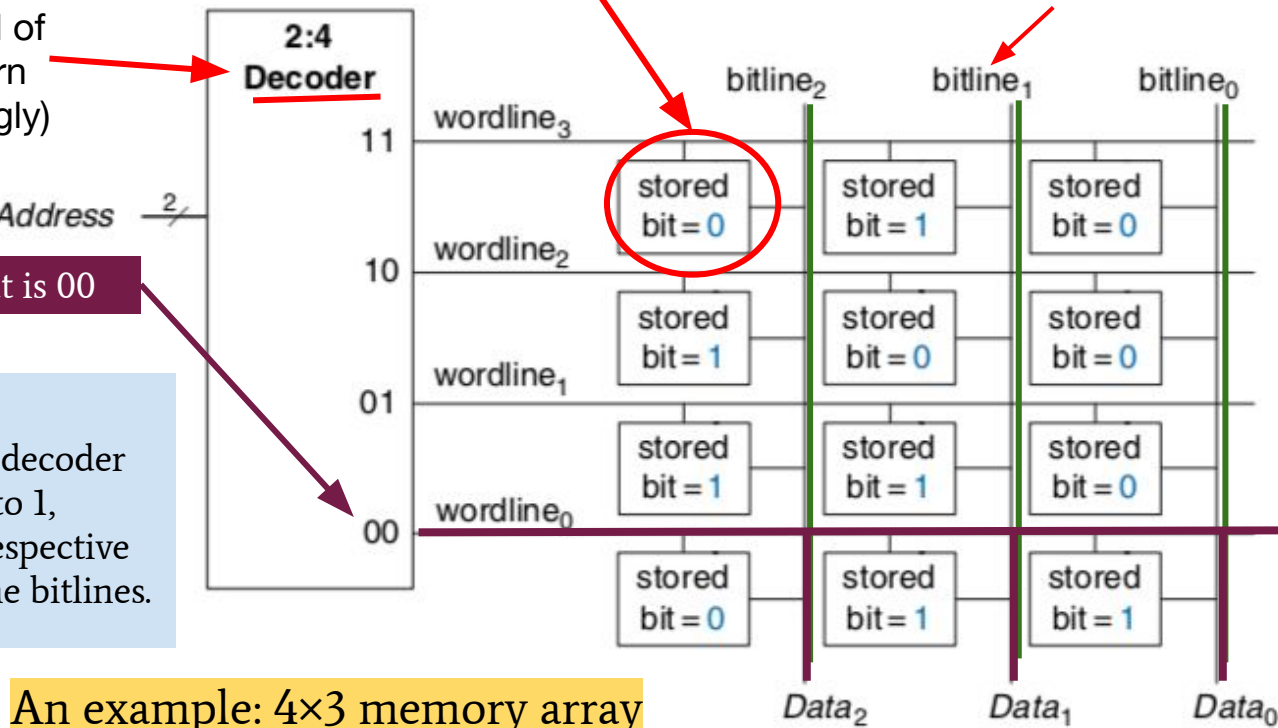 l of
rn
gly)
2:4
Decoder
bitline₂
bitline₁
bitline₀
wordline₃
11
stored
bit = 0
stored
bit = 1
stored
bit = 0
Address
2
wordline₂
10
t is 00
stored
bit = 1
stored
bit = 0
stored
bit = 0
wordline₁
01
decoder
to 1,
espective
ne bitlines.
stored
bit = 1
stored
bit = 1
stored
bit = 0
wordline₀
00
stored
bit = 0
stored
bit = 1
stored
bit = 1
An example: 4×3 memory array
Data₂
Data₁
Data₀